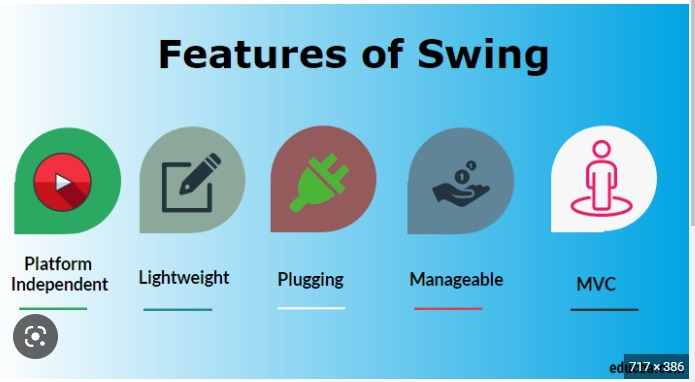 Features of Swing
Platform
Independent
Lightweight
Plugging
Manageable
MVC
717 × 386